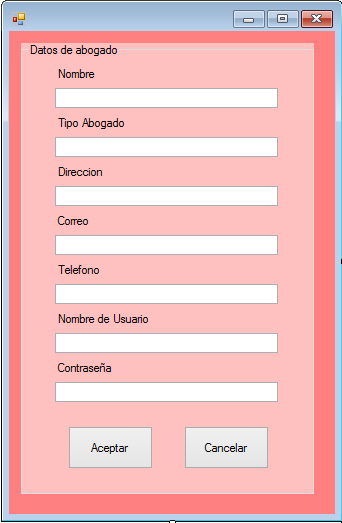 Datos de abogado
Nombre
Tipo Abogado
Direccion
Correo
Telefono
Nombre de Usuario
Contraseña
Aceptar Cancelar